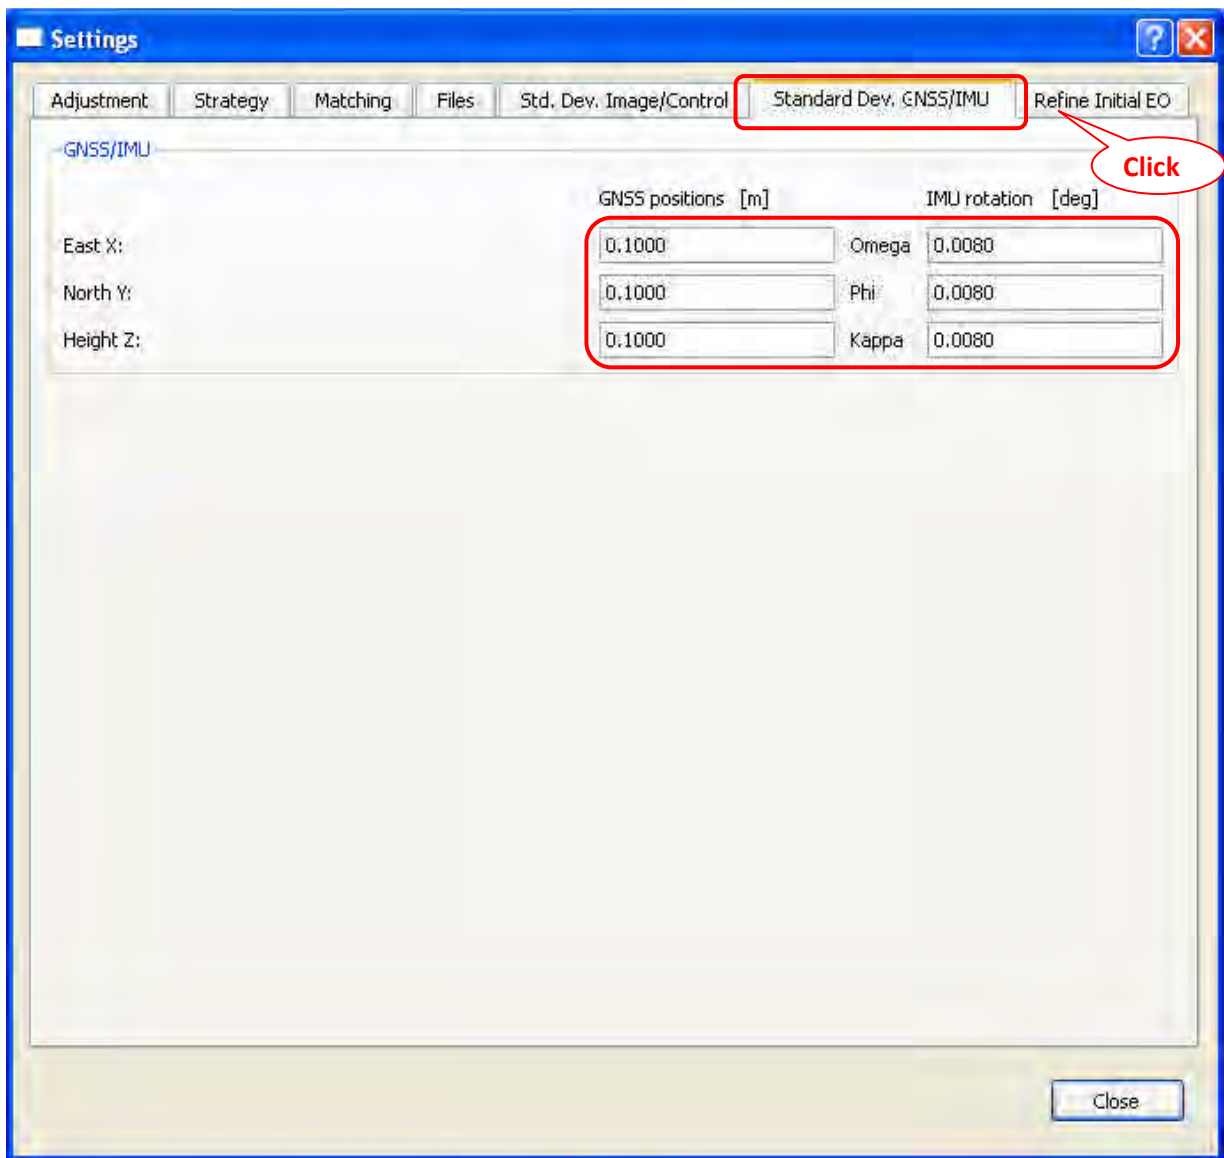 Settings
Adjustment Strategy Matching Files Std. Dev. Image/Control Standard Dev. GNSS/IMU Refine Initial EO
Click
GNSS/IMU
GNSS positions [m] IMU rotation [deg]
East X: 0.1000 Omega 0.0080
North Y: 0.1000 Phi 0.0080
Height Z: 0.1000 Kappa 0.0080
Close